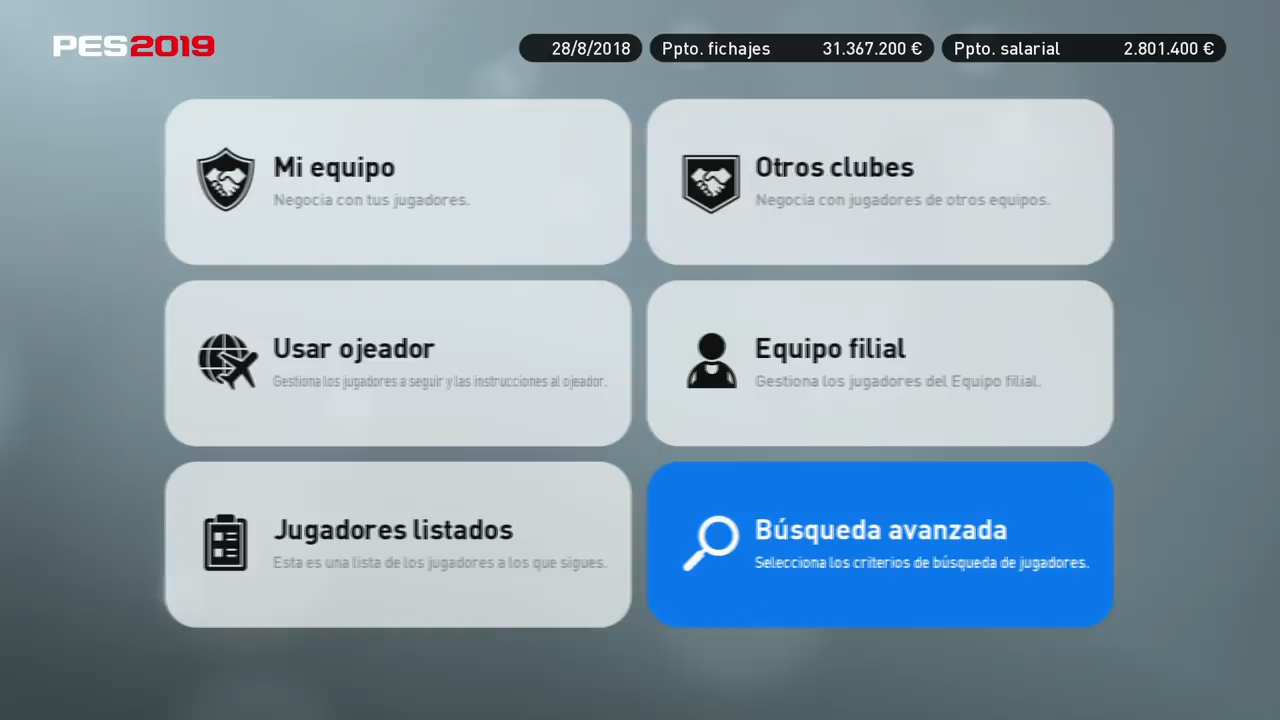 PES2019
28/8/2018
Ppto. fichajes 31.367.200 €
Ppto. salarial 2.801.400 €
Mi equipo
Negocia con tus jugadores.
Otros clubes
Negocia con jugadores de otros equipos.
Usar ojeador
Gestiona los jugadores a seguir y las instrucciones al ojeador.
Equipo filial
Gestiona los jugadores del Equipo filial.
Jugadores listados
Esta es una lista de los jugadores a los que sigues.
Búsqueda avanzada
Selecciona los criterios de búsqueda de jugadores.